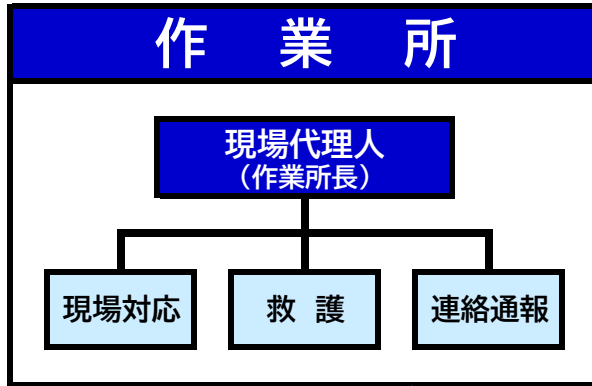 作 業 所
現場代理人
（作業所長）
現場対応
救 護
連絡通報